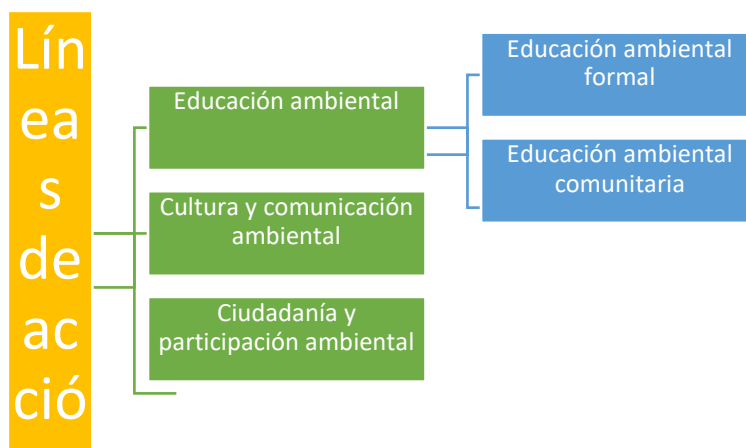 Lín
ea
s
de
ac
ció
Educación ambiental
Cultura y comunicación
ambiental
Ciudadanía y
participación ambiental
Educación ambiental
formal
Educación ambiental
comunitaria